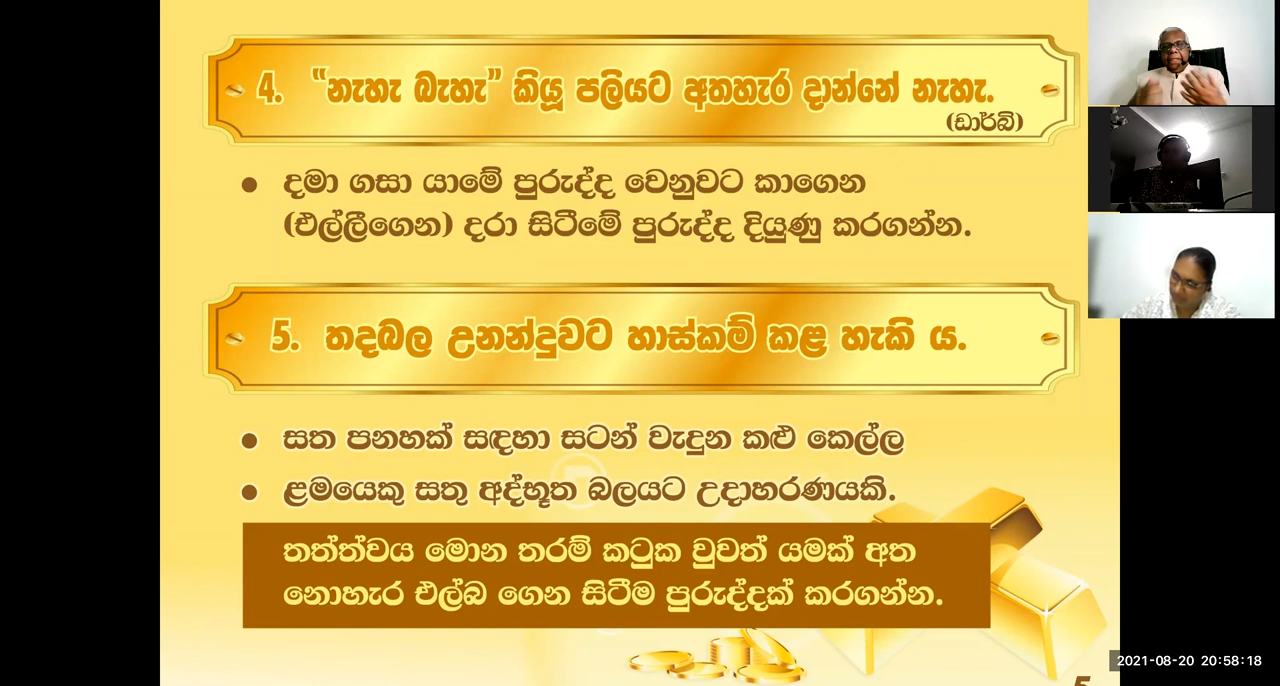 4. “නැහැ බැහැ” කියූ පලියට අතහැර දාන්නේ නැහැ.
(ඩාර්බි)
• දමා ගසා යාමේ පුරුද්ද වෙනුවට කාගෙන
(එල්ලීගෙන) දරා සිටීමේ පුරුද්ද දියුණු කරගන්න.
5. තදබල උනන්දුවට හාස්කම් කළ හැකි ය.
• සත පනහක් සඳහා සටන් වැදුන කළු කෙල්ල
• ළමයෙකු සතු අද්භූත බලයට උදාහරණයකි.
තත්ත්වය මොන තරම් කටුක වුවත් යමක් අත
නොහැර එල්බ ගෙන සිටීම පුරුද්දක් කරගන්න.
2021-08-20 20:58:18
5